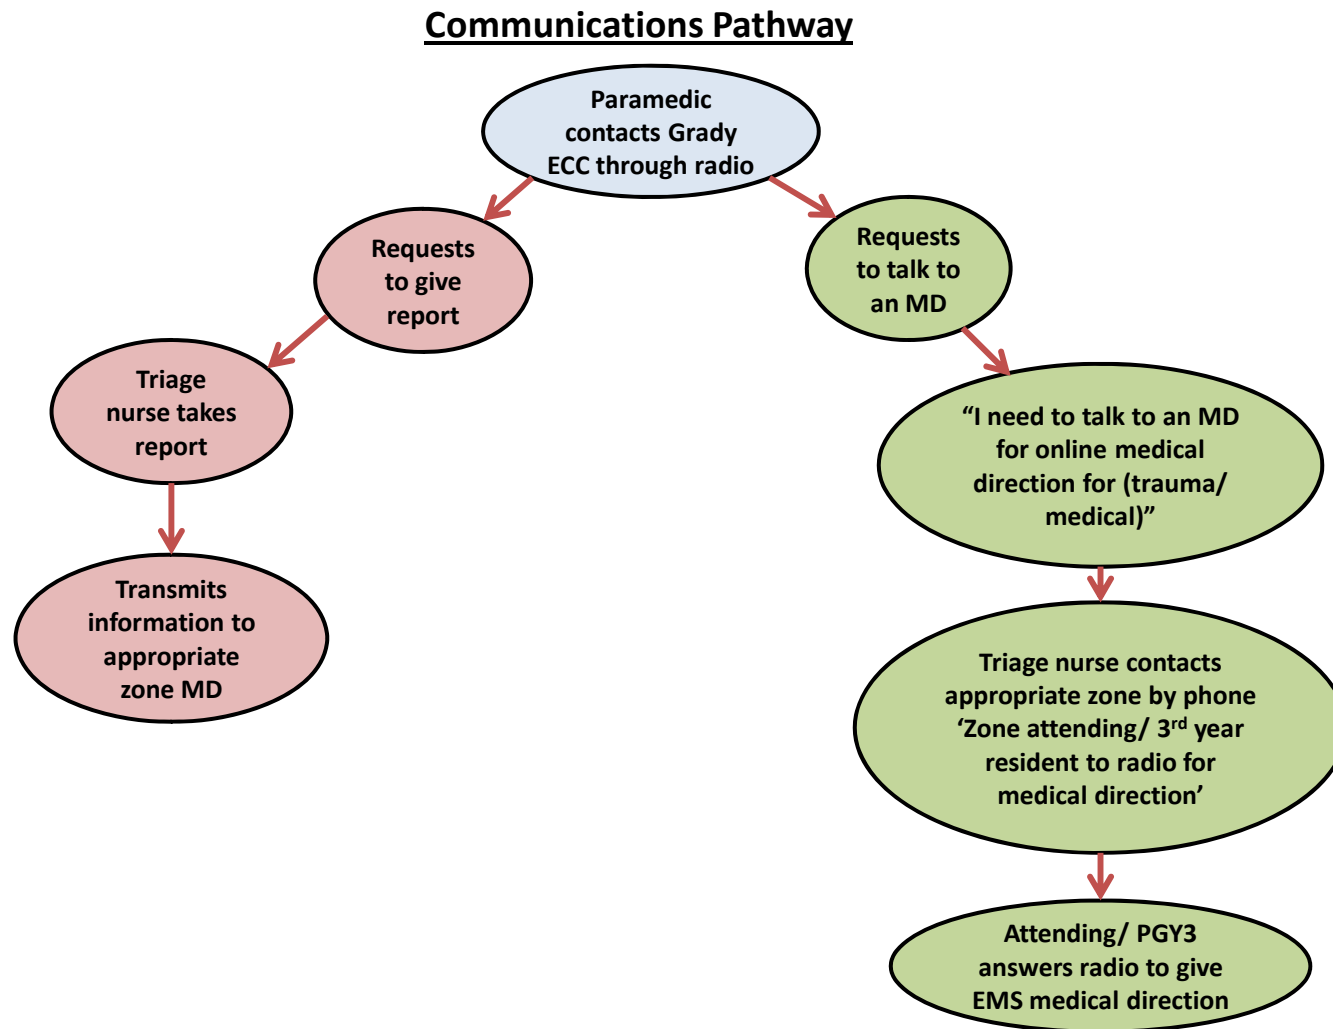 Communications Pathway
Paramedic
contacts Grady
ECC through radio
Requests
to give
report
Requests
to talk to
an MD
Triage
nurse takes
report
“I need to talk to an MD
for online medical
direction for (trauma/
medical)”
Transmits
information to
appropriate
zone MD
Triage nurse contacts
appropriate zone by phone
‘Zone attending/ 3rd year
resident to radio for
medical direction’
Attending/ PGY3
answers radio to give
EMS medical direction